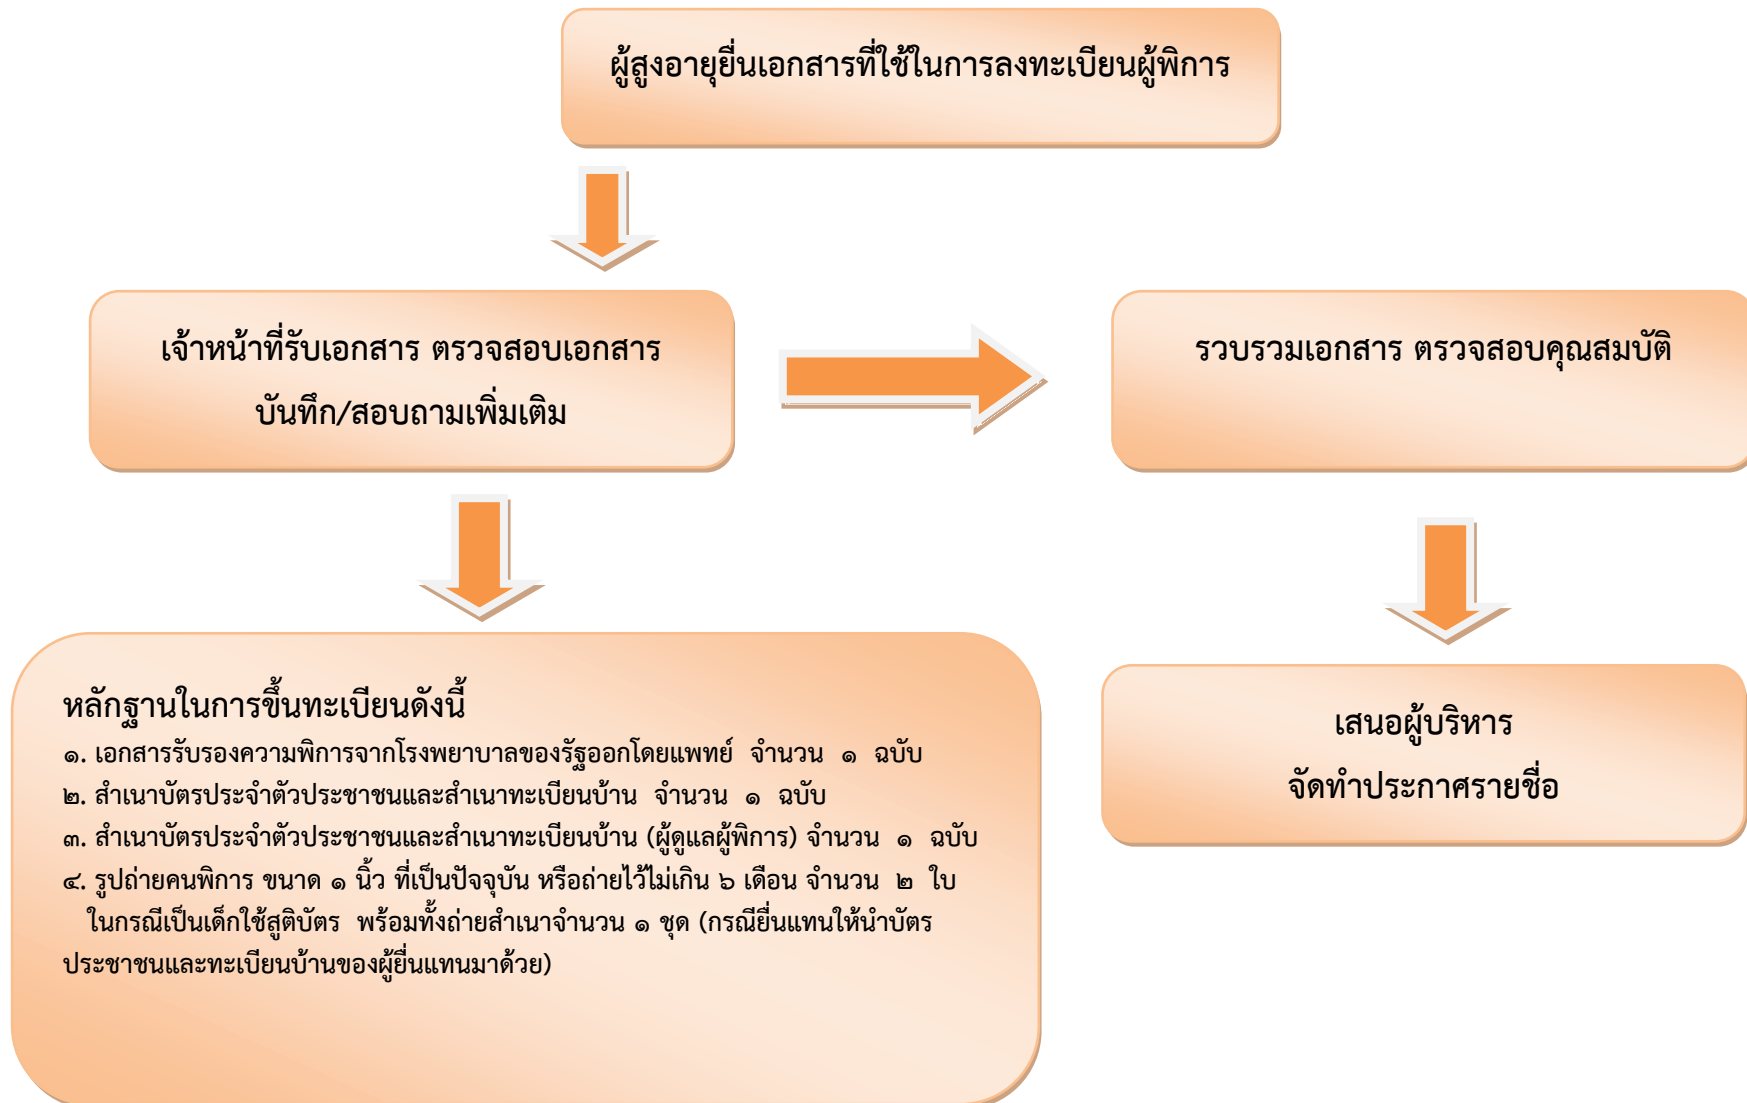 ผู้สูงอายุยื่นเอกสารที่ใช้ในการลงทะเบียนผู้พิการ
เจ้าหน้าที่รับเอกสาร ตรวจสอบเอกสาร
บันทึก/สอบถามเพิ่มเติม
รวบรวมเอกสาร ตรวจสอบคุณสมบัติ
หลักฐานในการขึ้นทะเบียนดังนี้
๑. เอกสารรับรองความพิการจากโรงพยาบาลของรัฐออกโดยแพทย์ จำนวน ๑ ฉบับ
๒. สำเนาบัตรประจำตัวประชาชนและสำเนาทะเบียนบ้าน จำนวน ๑ ฉบับ
๓. สำเนาบัตรประจำตัวประชาชนและสำเนาทะเบียนบ้าน (ผู้ดูแลผู้พิการ) จำนวน ๑ ฉบับ
๔. รูปถ่ายคนพิการ ขนาด ๑ นิ้ว ที่เป็นปัจจุบัน หรือถ่ายไว้ไม่เกิน ๖ เดือน จำนวน ๒ ใบ
ในกรณีเป็นเด็กใช้สูติบัตร พร้อมทั้งถ่ายสำเนาจำนวน ๑ ชุด (กรณียื่นแทนให้นำบัตร
ประชาชนและทะเบียนบ้านของผู้ยื่นแทนมาด้วย)
เสนอผู้บริหาร
จัดทำประกาศรายชื่อ